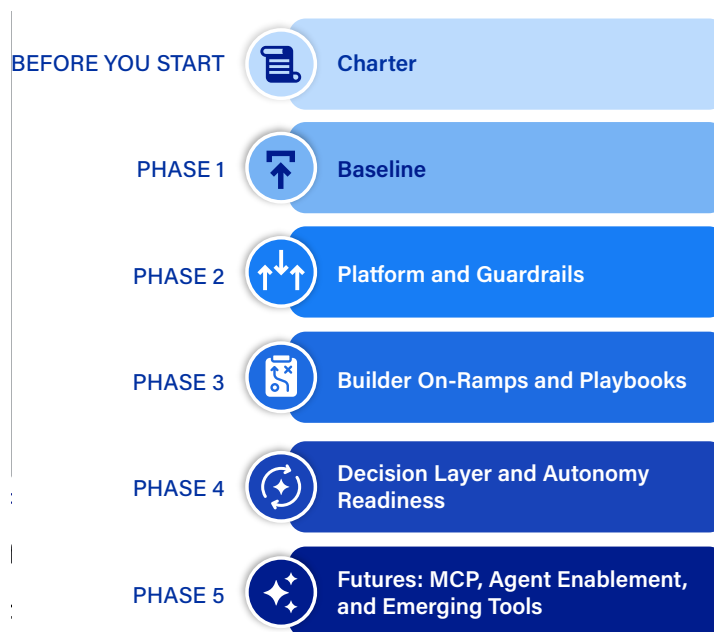 BEFORE YOU START
Charter
PHASE 1
Baseline
PHASE 2
Platform and Guardrails
PHASE 3
Builder On-Ramps and Playbooks
PHASE 4
Decision Layer and Autonomy
Readiness
PHASE 5
Futures: MCP, Agent Enablement,
and Emerging Tools